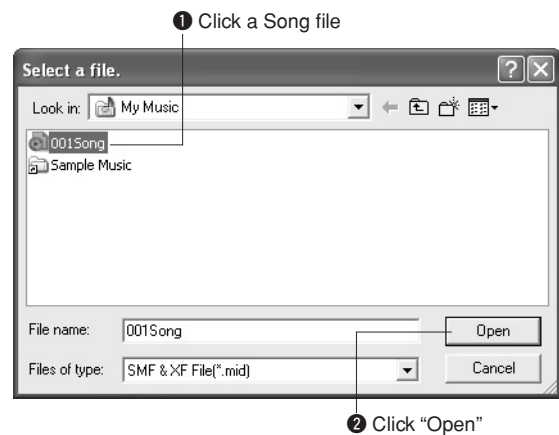 ❶ Click a Song file
Select a file.
Look in: My Music
001Song
Sample Music
File name: 001Song Open
Files of type: SMF & XF File(*.mid) Cancel
❷ Click “Open”